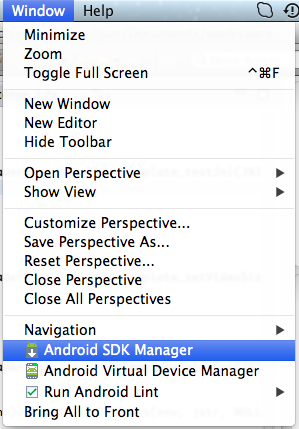 Window Help
Minimize
Zoom
Toggle Full Screen ^⌘F
New Window
New Editor
Hide Toolbar
Open Perspective
Show View
Customize Perspective...
Save Perspective As...
Reset Perspective...
Close Perspective
Close All Perspectives
Navigation
Android SDK Manager
Android Virtual Device Manager
Run Android Lint
Bring All to Front